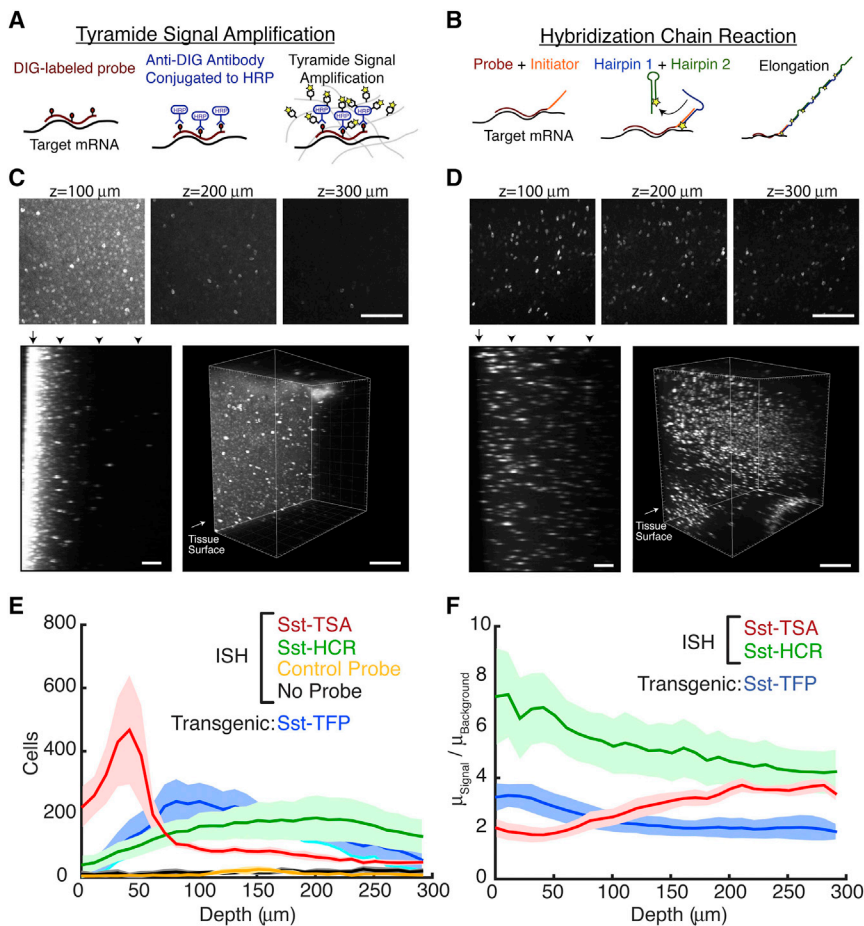 A
Tyramide Signal Amplification
DIG-labeled probe
Target mRNA
Anti-DIG Antibody
Conjugated to HRP
HRP HRP HRP
Tyramide Signal
Amplification
HRP HRP HRP
B
Hybridization Chain Reaction
Probe + Initiator
Target mRNA
Hairpin 1 + Hairpin 2
Elongation
C
z=100 μm
z=200 μm
z=300 μm
Tissue
Surface
D
z=100 μm
z=200 μm
z=300 μm
Tissue
Surface
E
800
600
400
200
0
Cells
0 50 100 150 200 250 300
Depth (μm)
ISH
Sst-TSA
Sst-HCR
Control Probe
No Probe
Transgenic: Sst-TFP
F
10
8
6
4
2
0
μSignal / μBackground
0 50 100 150 200 250 300
Depth (μm)
ISH
Sst-TSA
Sst-HCR
Transgenic: Sst-TFP